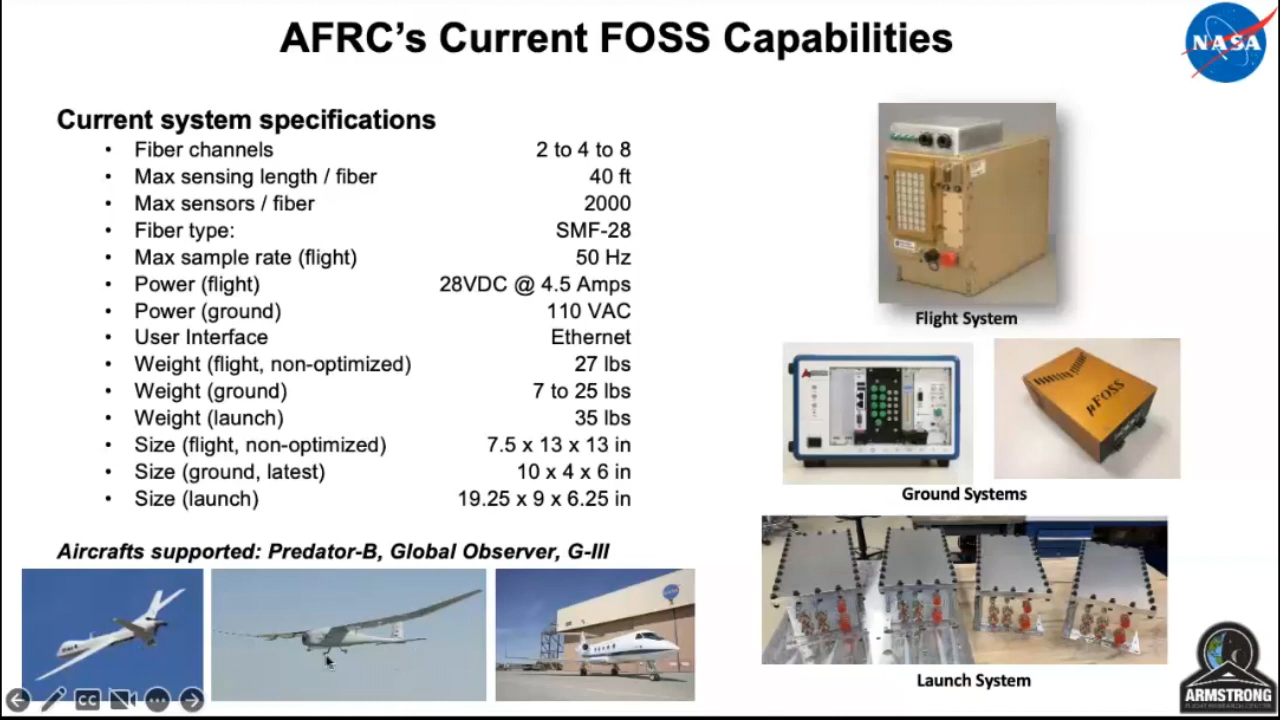 AFRC's Current FOSS Capabilities
NASA
Current system specifications
• Fiber channels 2 to 4 to 8
• Max sensing length / fiber 40 ft
• Max sensors / fiber 2000
• Fiber type: SMF-28
• Max sample rate (flight) 50 Hz
• Power (flight) 28VDC @ 4.5 Amps
• Power (ground) 110 VAC
• User Interface Ethernet
• Weight (flight, non-optimized) 27 lbs
• Weight (ground) 7 to 25 lbs
• Weight (launch) 35 lbs
• Size (flight, non-optimized) 7.5 x 13 x 13 in
• Size (ground, latest) 10 x 4 x 6 in
• Size (launch) 19.25 x 9 x 6.25 in
Aircrafts supported: Predator-B, Global Observer, G-III
Flight System
µFOSS
Ground Systems
Launch System
CC
ARMSTRONG
FLIGHT RESEARCH CENTER